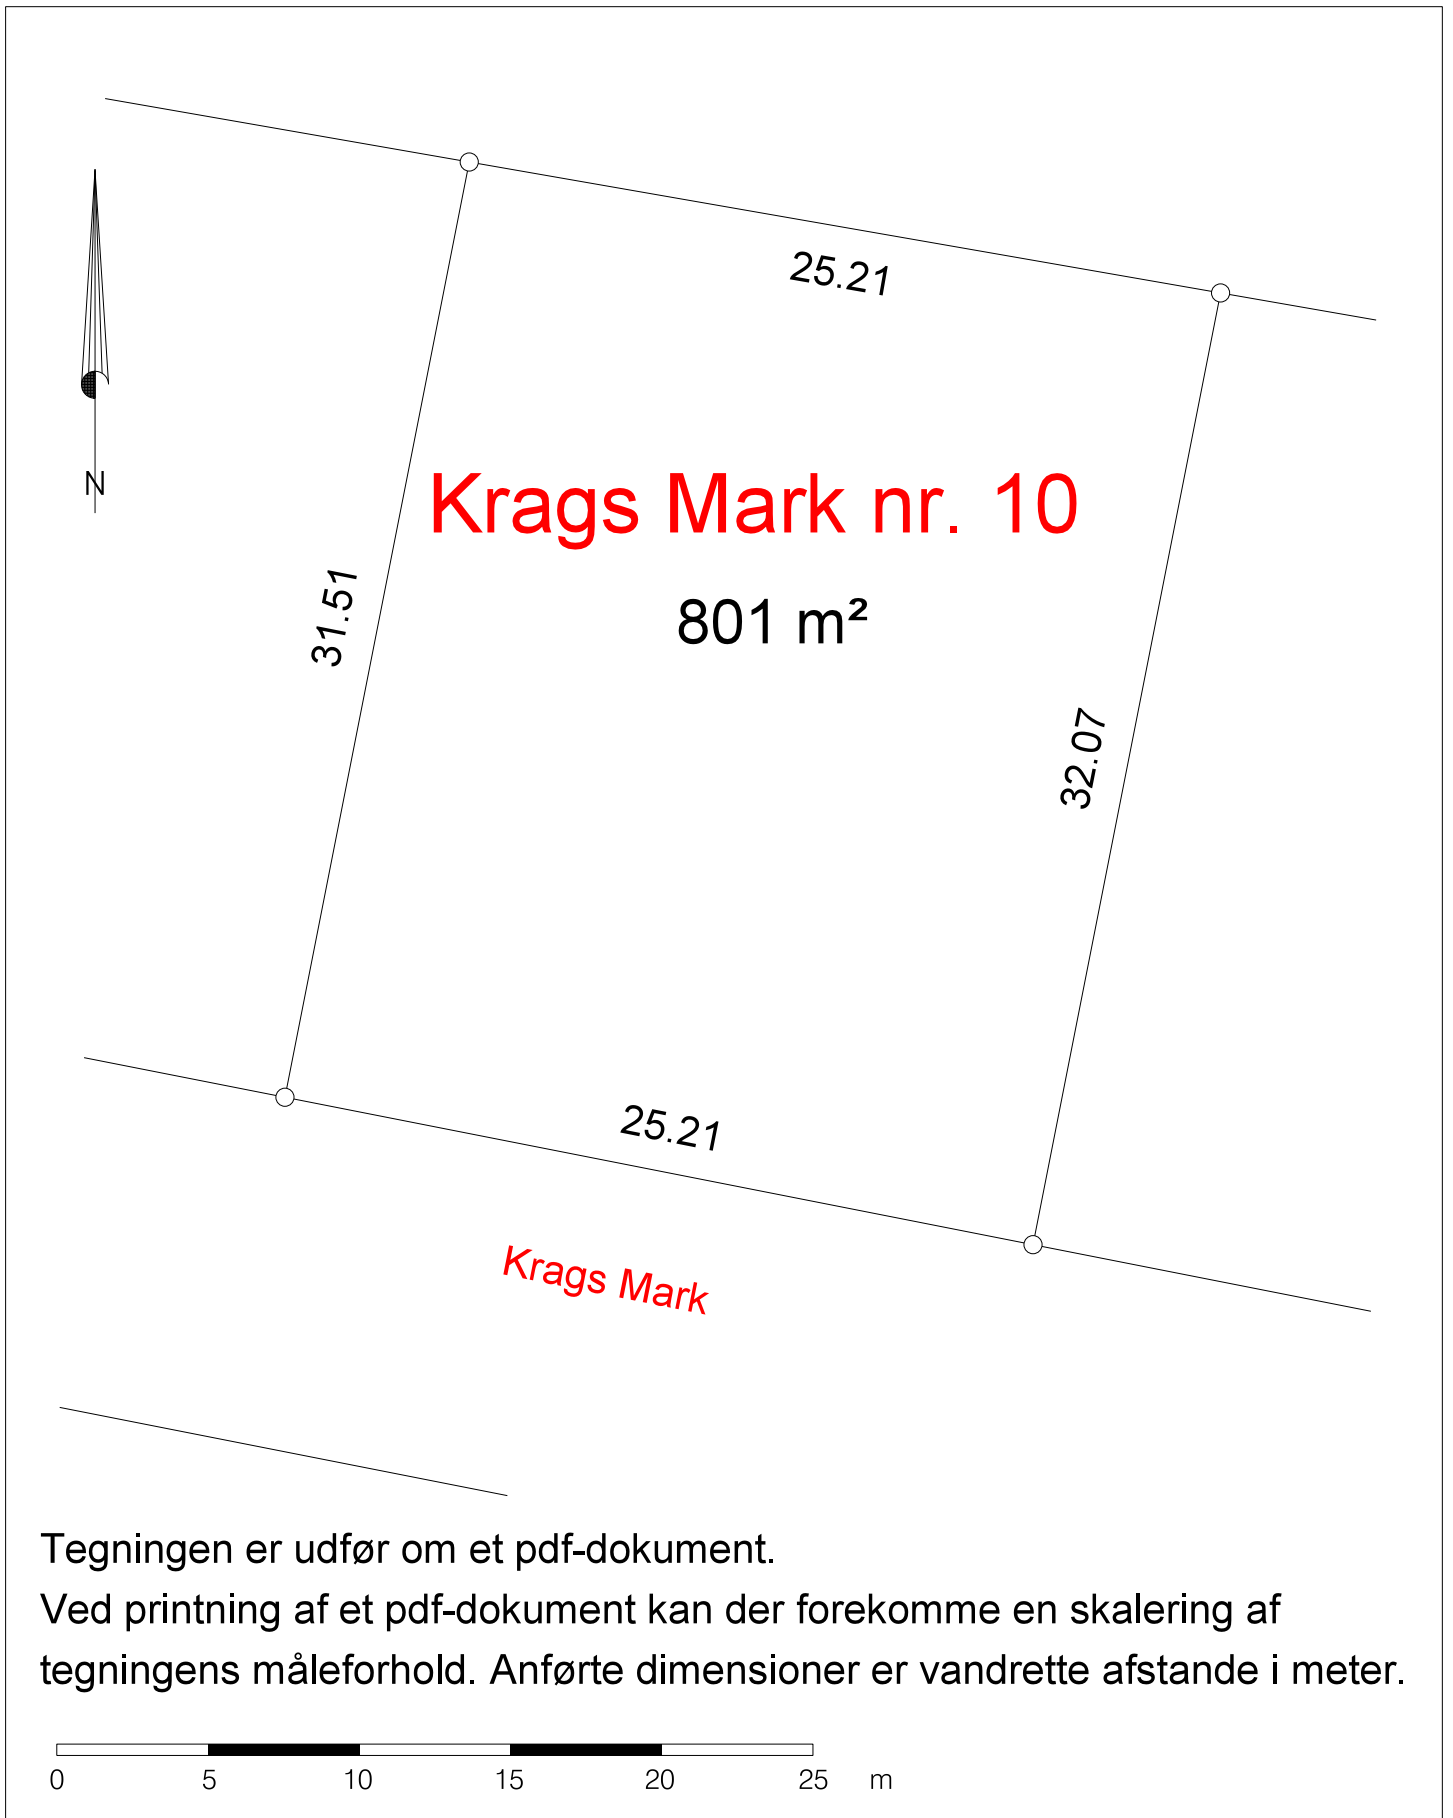 25.21
N
Krags Mark nr. 10
31.51
801 m²
32.07
25.21
Krags Mark
Tegningen er udfør om et pdf-dokument.
Ved printning af et pdf-dokument kan der forekomme en skalering af
tegningens måleforhold. Anførte dimensioner er vandrette afstande i meter.
0 5 10 15 20 25 m